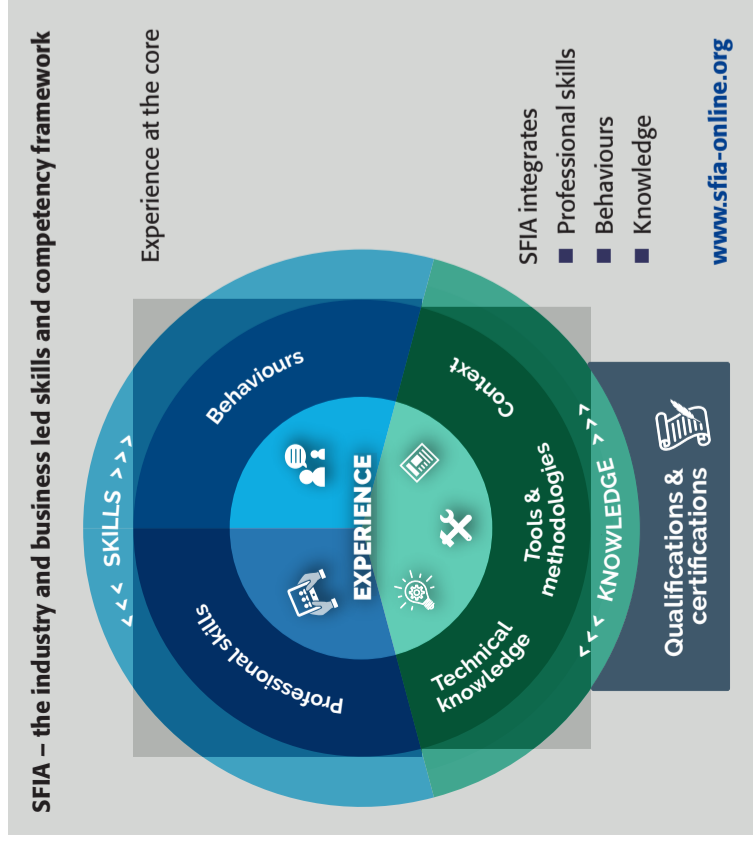 SFIA – the industry and business led skills and competency framework
Experience at the core
<<< SKILLS >>>
Professional skills
Behaviours
EXPERIENCE
Technical
knowledge
Tools &
methodologies
Context
<<< KNOWLEDGE >>>
Qualifications &
certifications
SFIA integrates
■ Professional skills
■ Behaviours
■ Knowledge
www.sfia-online.org